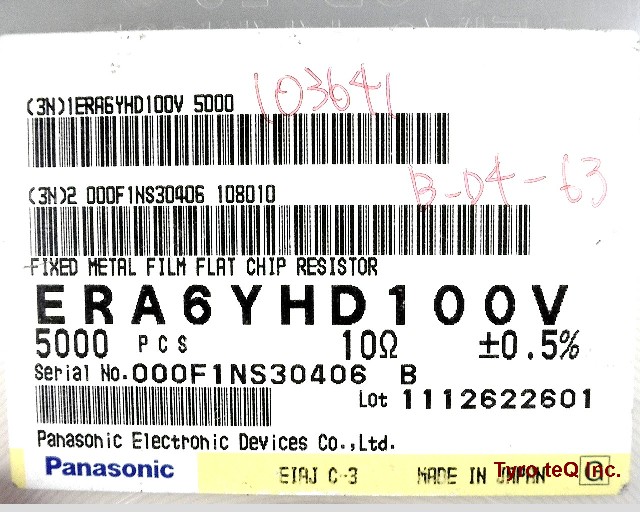 103641
(3N)1ERA6YHD100V 5000
B-04-63
(3N)2 000F1NS30406 108010
FIXED METAL FILM FLAT CHIP RESISTOR
ERA6YHD100V
5000 PCS 10Ω ±0.5%
Serial No.000F1NS30406 B
Lot 1112622601
Panasonic Electronic Devices Co.,Ltd.
Panasonic EIAJ C-3 MADE IN JAPAN G
Tyro teQ Inc.